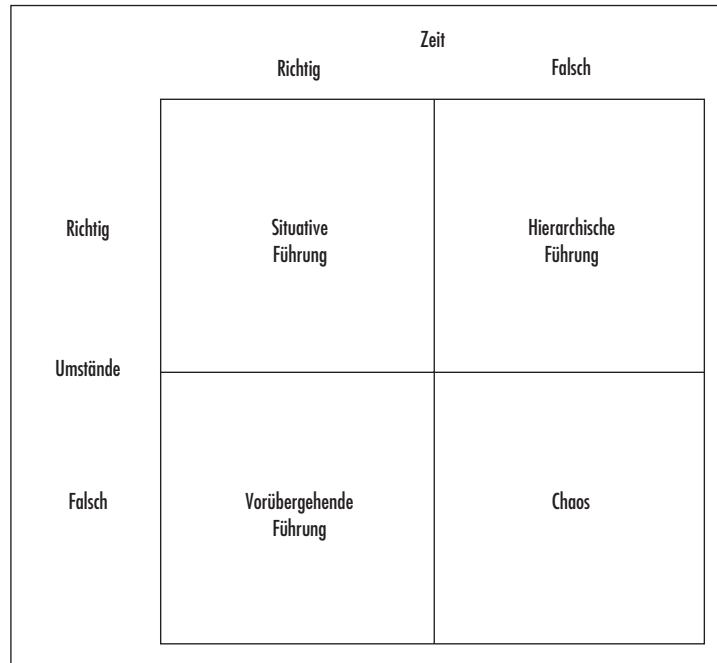 Zeit
Richtig Falsch
Richtig
Situative
Führung
Hierarchische
Führung
Umstände
Falsch
Vorübergehende
Führung
Chaos